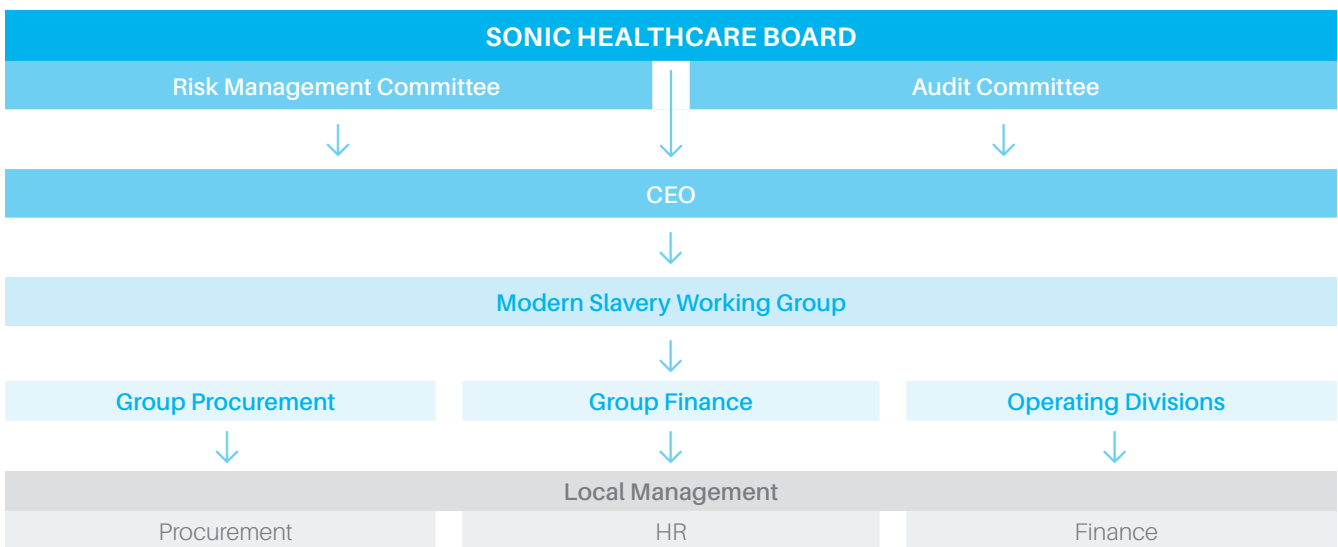 SONIC HEALTHCARE BOARD
Risk Management Committee
Audit Committee
CEO
Modern Slavery Working Group
Group Procurement
Group Finance
Operating Divisions
Local Management
Procurement
HR
Finance